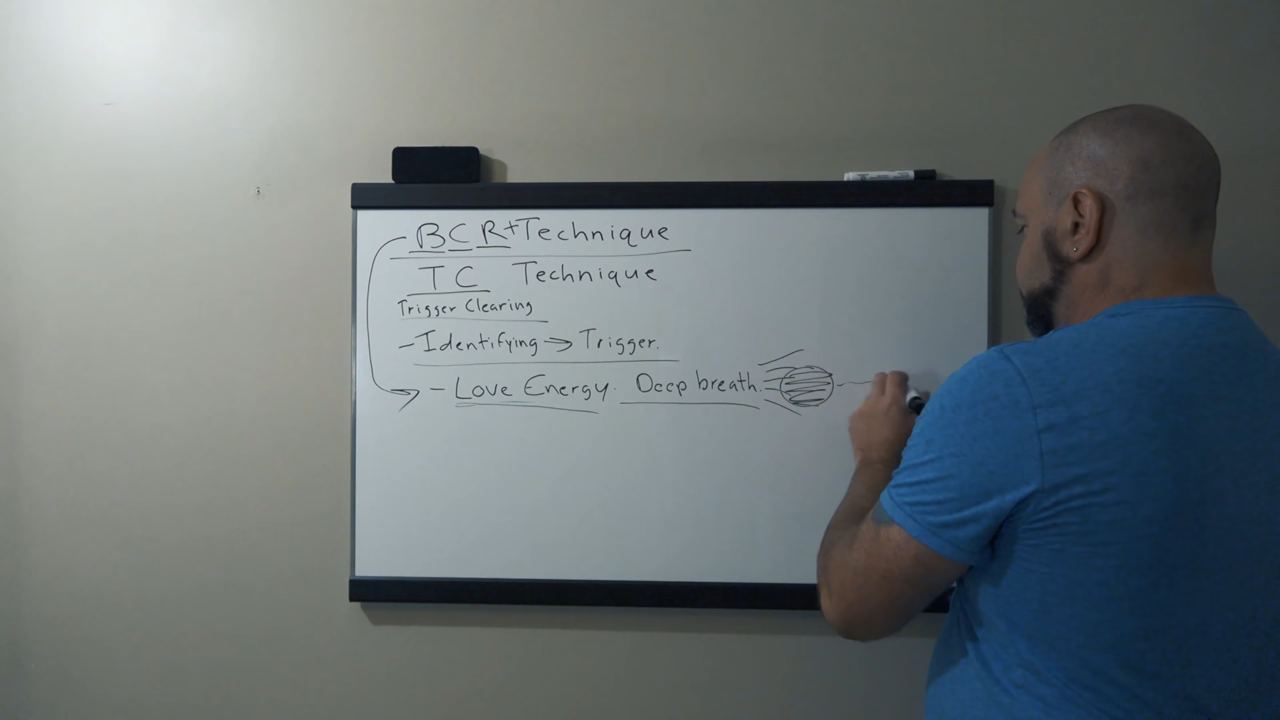 BCR+Technique
TC Technique
Trigger Clearing
- Identifying → Trigger.
- Love Energy. Deep breath.